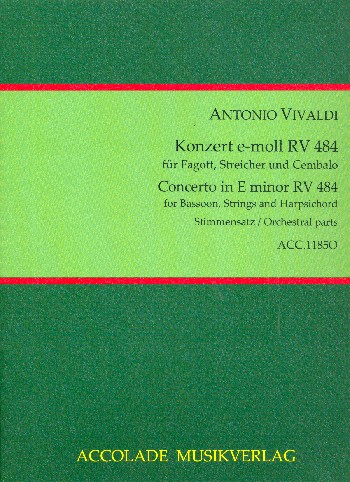 ANTONIO VIVALDI
Konzert e-moll RV 484
für Fagott, Streicher und Cembalo
Concerto in E minor RV 484
for Bassoon, Strings and Harpsichord
Stimmensatz / Orchestral parts
ACC.1185O
ACCOLADE MUSIKVERLAG